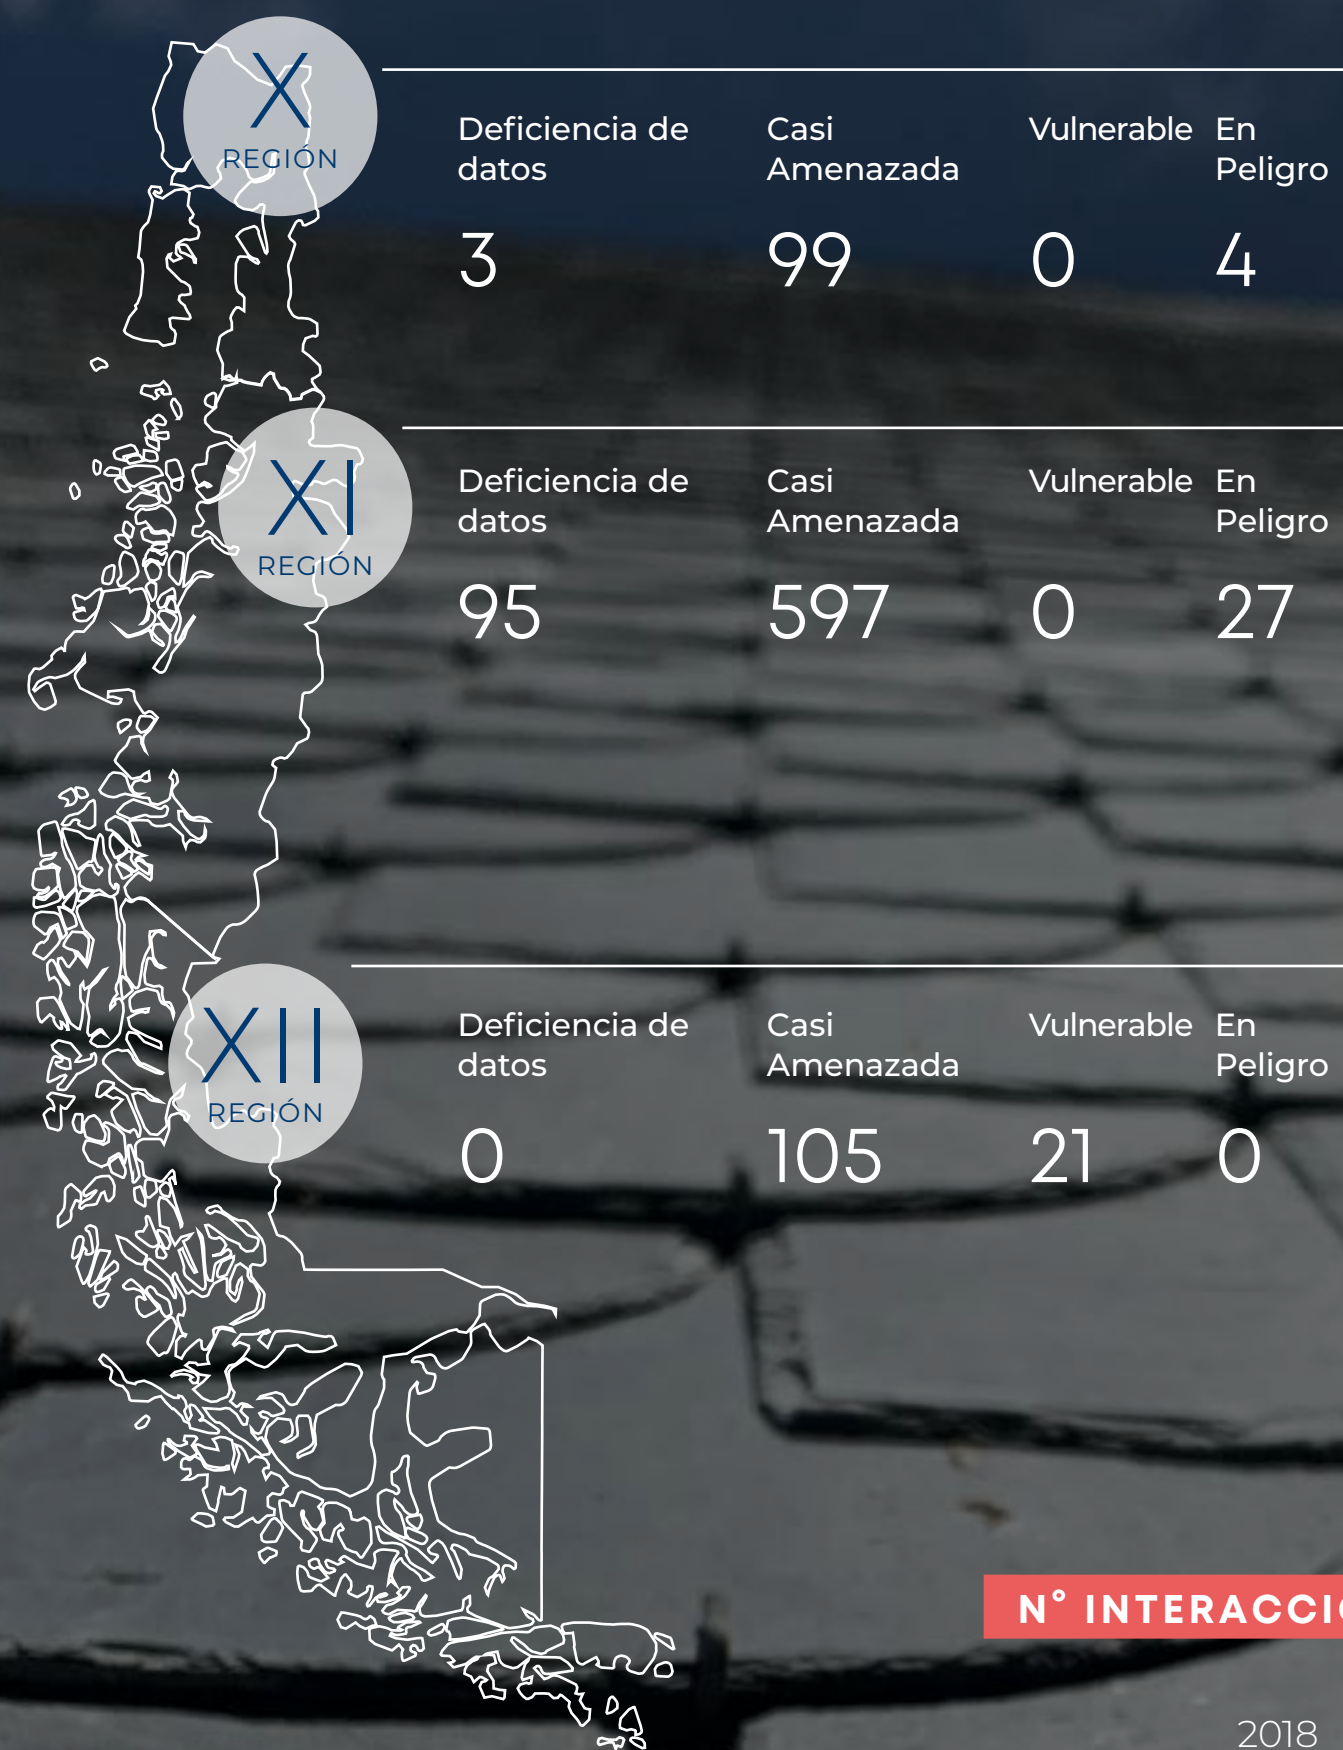 X
REGIÓN
Deficiencia de datos
Casi Amenazada
Vulnerable
En Peligro
3
99
0
4
XI
REGIÓN
Deficiencia de datos
Casi Amenazada
Vulnerable
En Peligro
95
597
0
27
XII
REGIÓN
Deficiencia de datos
Casi Amenazada
Vulnerable
En Peligro
0
105
21
0
N° INTERACCI
2018